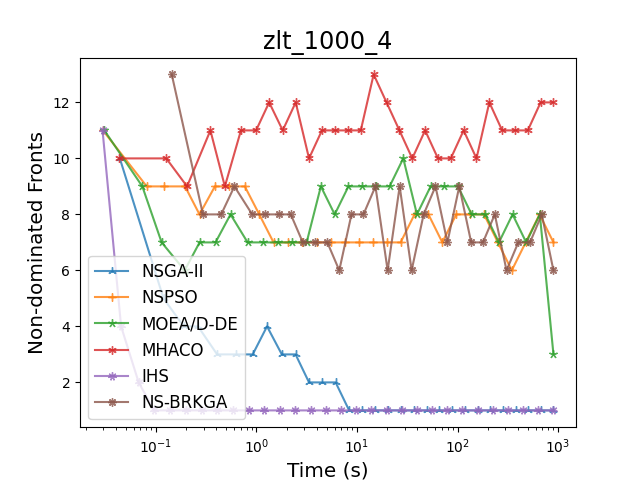 zlt_1000_4
Non-dominated Fronts
12
10
8
6
4
2
NSGA-II
NSPSO
MOEA/D-DE
MHACO
IHS
NS-BRKGA
10⁻¹ 10⁰ 10¹ 10² 10³
Time (s)